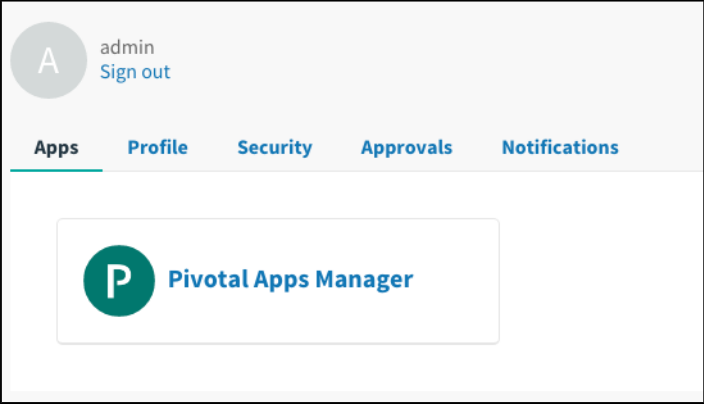 A
admin
Sign out
Apps Profile Security Approvals Notifications
P Pivotal Apps Manager